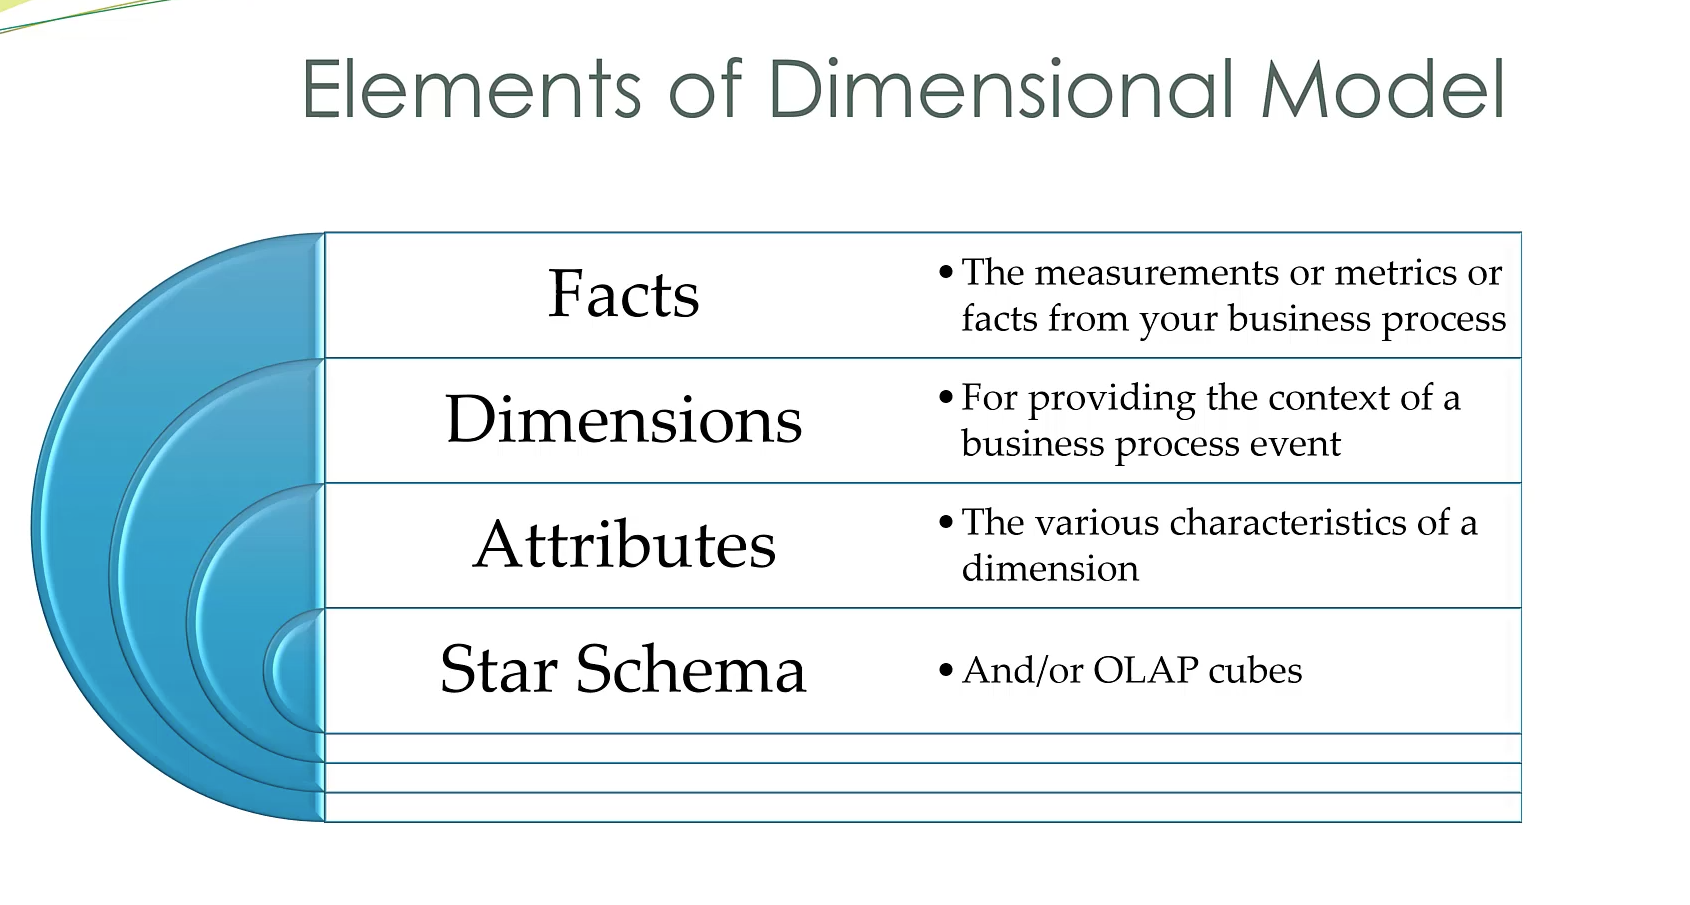 Elements of Dimensional Model
Facts
• The measurements or metrics or
facts from your business process
Dimensions
• For providing the context of a
business process event
Attributes
• The various characteristics of a
dimension
Star Schema
• And/or OLAP cubes